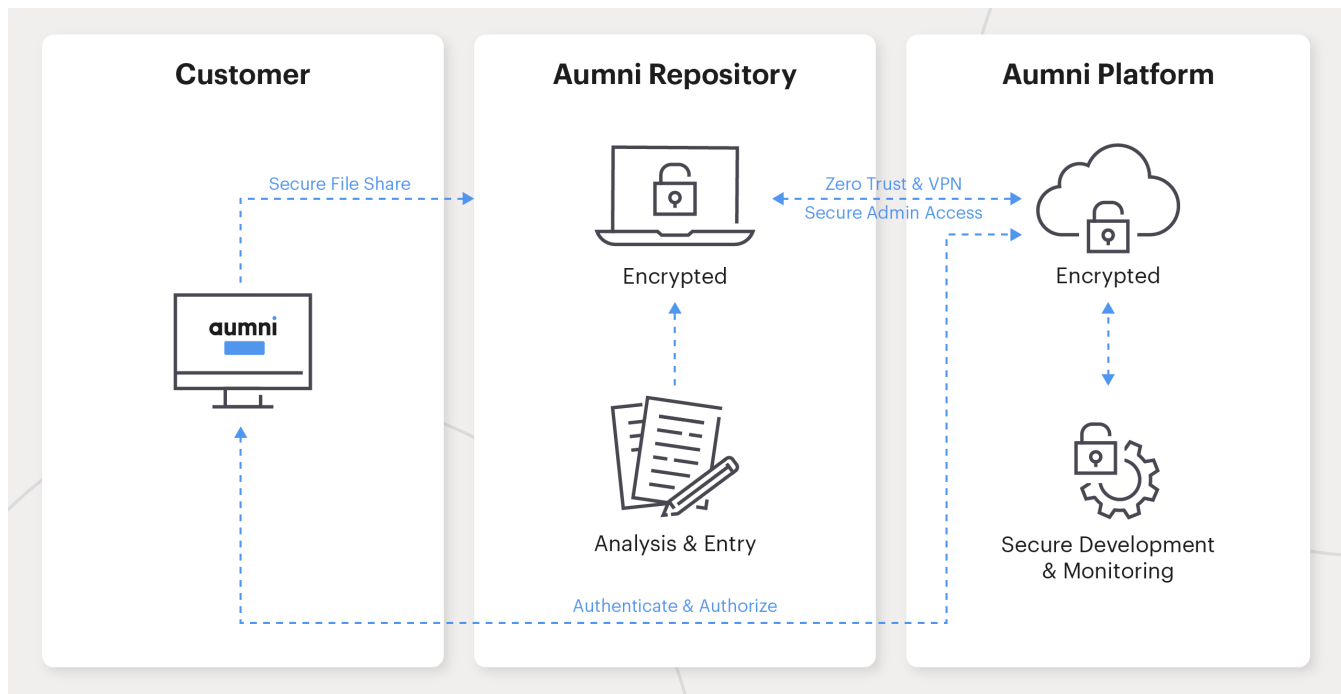 Customer
Aumni Repository
Aumni Platform
Secure File Share
Zero Trust & VPN
Secure Admin Access
Encrypted
Encrypted
aumni
Analysis & Entry
Secure Development
& Monitoring
Authenticate & Authorize